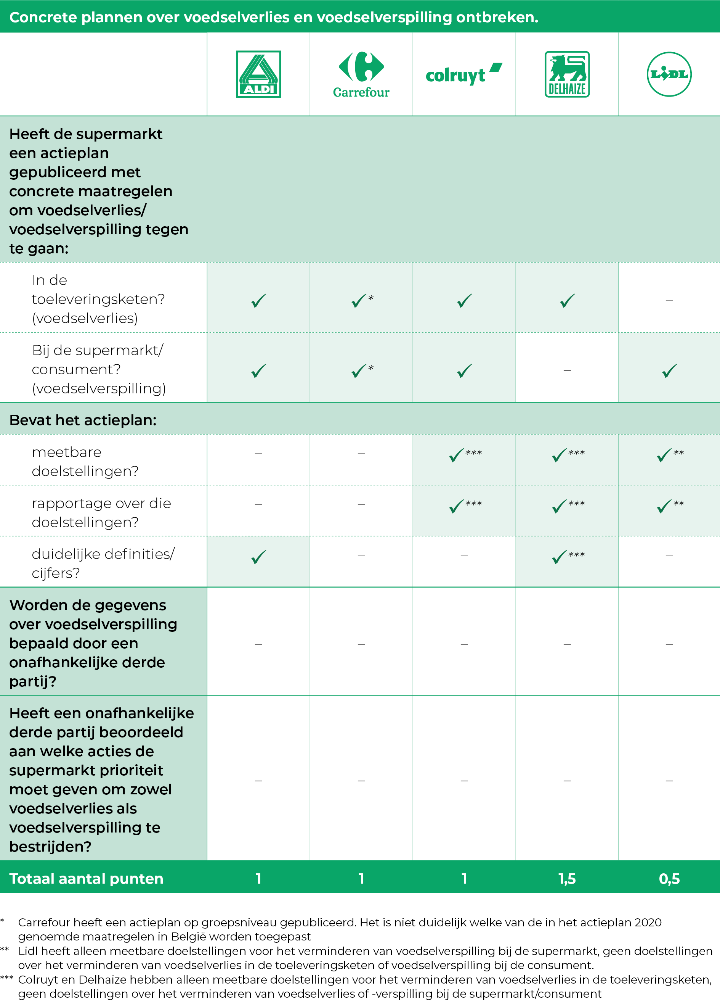 Concrete plannen over voedselverlies en voedselverspilling ontbreken.
ALDI
Carrefour
colruyt
DELHAIZE
LiDL
Heeft de supermarkt
een actieplan
gepubliceerd met
concrete maatregelen
om voedselverlies/
voedselverspilling tegen
te gaan:
In de
toeleveringsketen?
(voedselverlies)
✓ ✓* ✓ ✓ –
Bij de supermarkt/
consument?
(voedselverspilling)
✓ ✓* ✓ – ✓
Bevat het actieplan:
meetbare
doelstellingen?
– – ✓*** ✓*** ✓**
rapportage over die
doelstellingen?
– – ✓*** ✓*** ✓**
duidelijke definities/
cijfers?
✓ – – ✓*** –
Worden de gegevens
over voedselverspilling
bepaald door een
onafhankelijke derde
partij?
– – – – –
Heeft een onafhankelijke
derde partij beoordeeld
aan welke acties de
supermarkt prioriteit
moet geven om zowel
voedselverlies als
voedselverspilling te
bestrijden?
– – – – –
Totaal aantal punten 1 1 1 1,5 0,5
* Carrefour heeft een actieplan op groepsniveau gepubliceerd. Het is niet duidelijk welke van de in het actieplan 2020
genoemde maatregelen in België worden toegepast
** Lidl heeft alleen meetbare doelstellingen voor het verminderen van voedselverspilling bij de supermarkt, geen doelstellingen
over het verminderen van voedselverlies in de toeleveringsketen of voedselverspilling bij de consument.
*** Colruyt en Delhaize hebben alleen meetbare doelstellingen voor het verminderen van voedselverlies in de toeleveringsketen,
geen doelstellingen over het verminderen van voedselverlies of -verspilling bij de supermarkt/consument